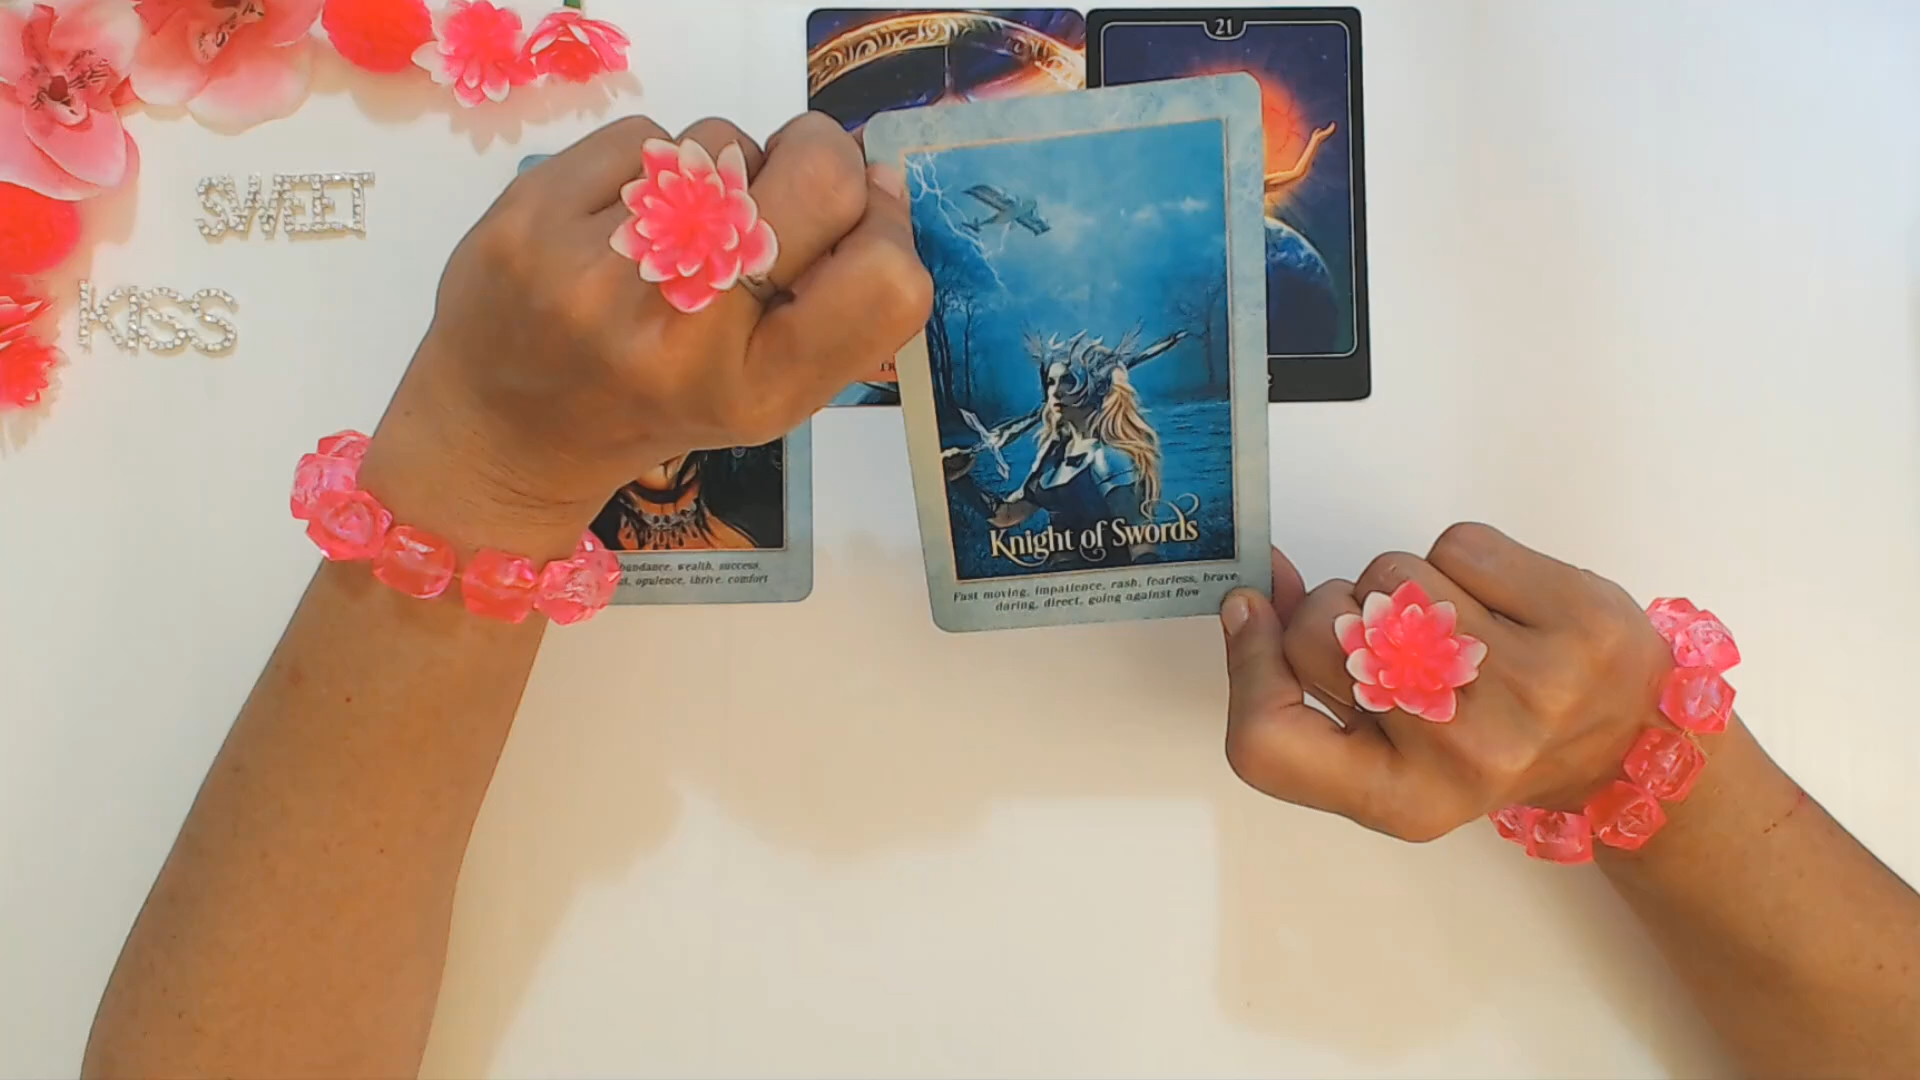 21
SWEET
KISS
Knight of Swords
bundance, wealth, success,
opulence, thrive, comfort
Fast moving, impatience, rash, fearless, brave
daring, direct, going against flow